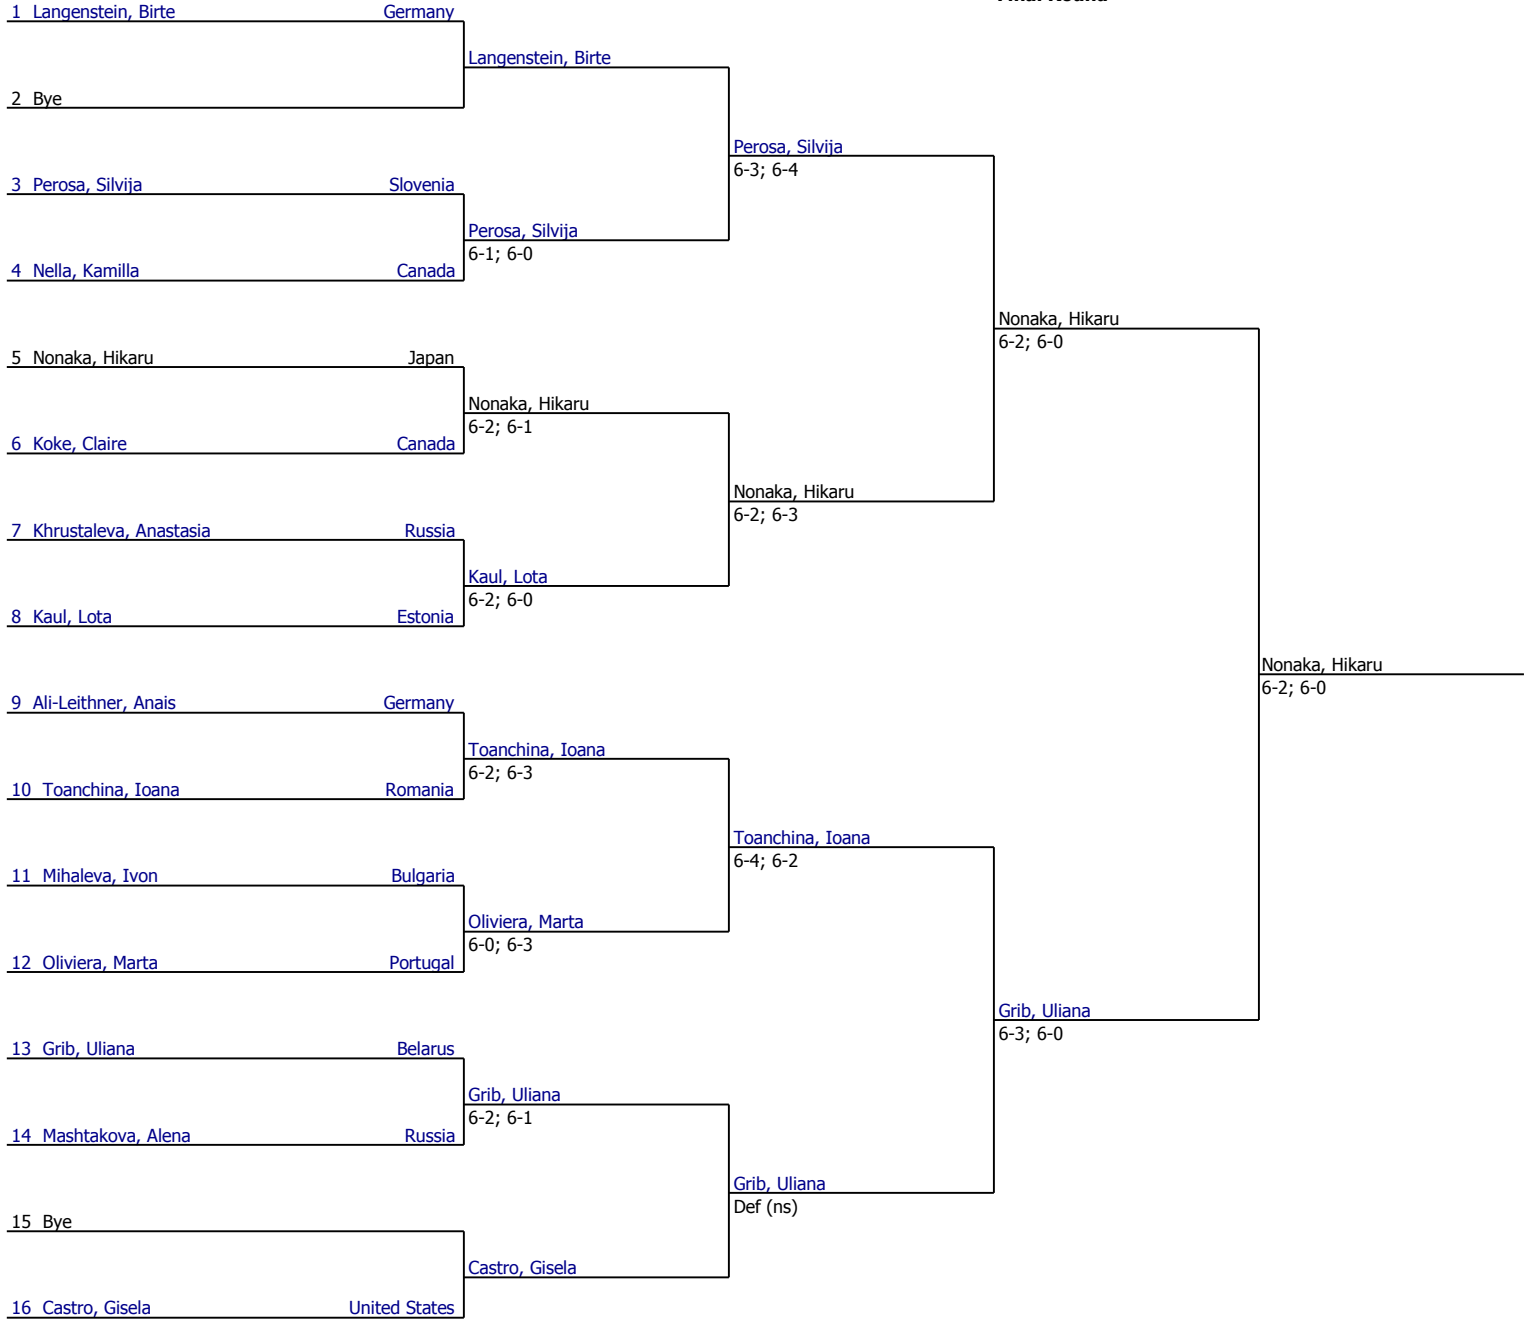 1 Langenstein, Birte Germany
Langenstein, Birte
2 Bye
Perosa, Silvija
6-3; 6-4
3 Perosa, Silvija Slovenia
Perosa, Silvija
6-1; 6-0
4 Nella, Kamilla Canada
Nonaka, Hikaru
6-2; 6-0
5 Nonaka, Hikaru Japan
Nonaka, Hikaru
6-2; 6-1
6 Koke, Claire Canada
Nonaka, Hikaru
6-2; 6-3
7 Khrustaleva, Anastasia Russia
Kaul, Lota
6-2; 6-0
8 Kaul, Lota Estonia
Nonaka, Hikaru
6-2; 6-0
9 Ali-Leithner, Anais Germany
Toanchina, Ioana
6-2; 6-3
10 Toanchina, Ioana Romania
Toanchina, Ioana
6-4; 6-2
11 Mihaleva, Ivon Bulgaria
Oliviera, Marta
6-0; 6-3
12 Oliviera, Marta Portugal
Grib, Uliana
6-3; 6-0
13 Grib, Uliana Belarus
Grib, Uliana
6-2; 6-1
14 Mashtakova, Alena Russia
Grib, Uliana
Def (ns)
15 Bye
Castro, Gisela
16 Castro, Gisela United States